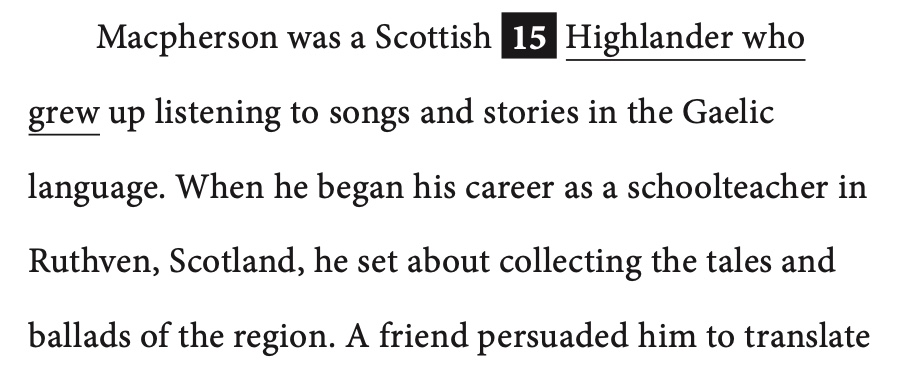 Macpherson was a Scottish 15 Highlander who
grew up listening to songs and stories in the Gaelic
language. When he began his career as a schoolteacher in
Ruthven, Scotland, he set about collecting the tales and
ballads of the region. A friend persuaded him to translate